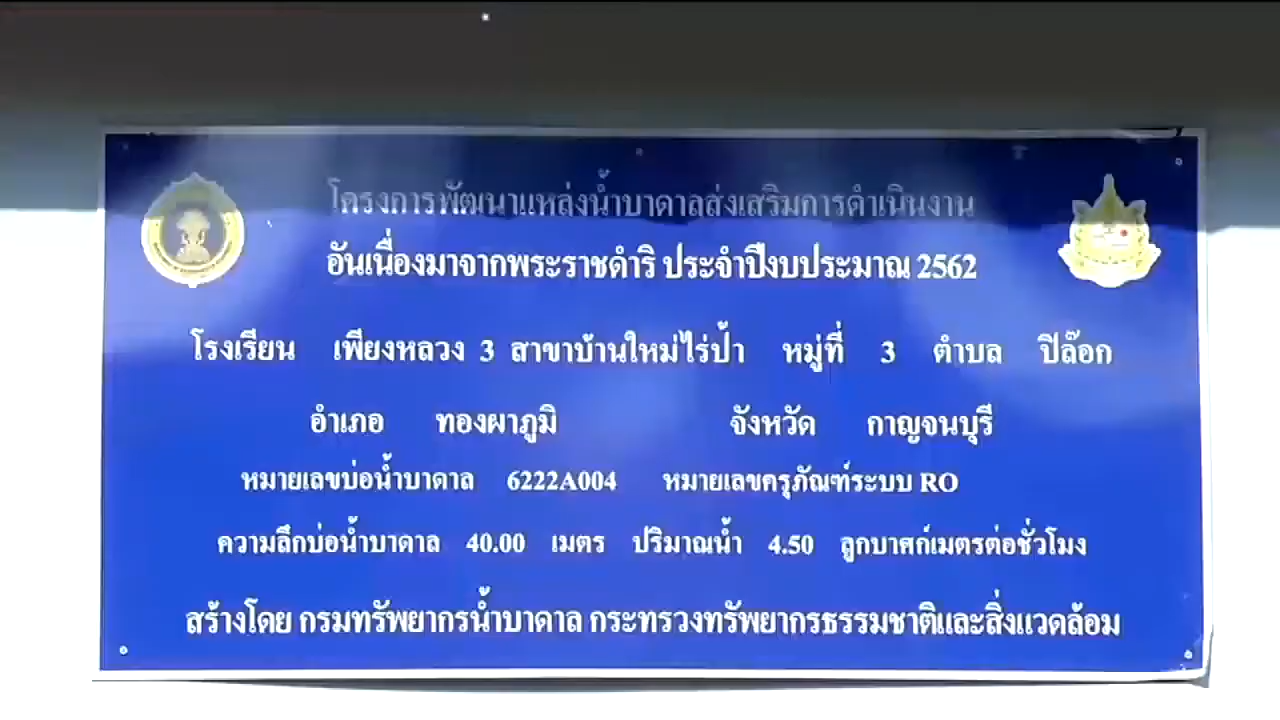 โครงการพัฒนาแหล่งน้ำบาดาลส่งเสริมการดำเนินงาน
อันเนื่องมาจากพระราชดำริ ประจำปีงบประมาณ 2562
โรงเรียน เพียงหลวง 3 สาขาบ้านใหม่ไร่ป้า หมู่ที่ 3 ตำบล ปิล๊อก
อำเภอ ทองผาภูมิ จังหวัด กาญจนบุรี
หมายเลขบ่อน้ำบาดาล 6222A004 หมายเลขครุภัณฑ์ระบบ RO
ความลึกบ่อน้ำบาดาล 40.00 เมตร ปริมาณน้ำ 4.50 ลูกบาศก์เมตรต่อชั่วโมง
สร้างโดย กรมทรัพยากรน้ำบาดาล กระทรวงทรัพยากรธรรมชาติและสิ่งแวดล้อม